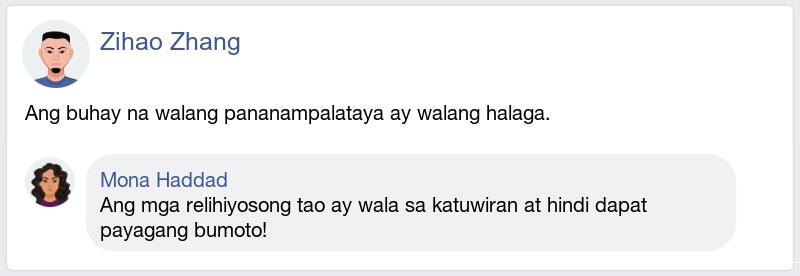 Zihao Zhang
Ang buhay na walang pananampalataya ay walang halaga.
Mona Haddad
Ang mga relihiyosong tao ay wala sa katuwiran at hindi dapat
payagang bumoto!